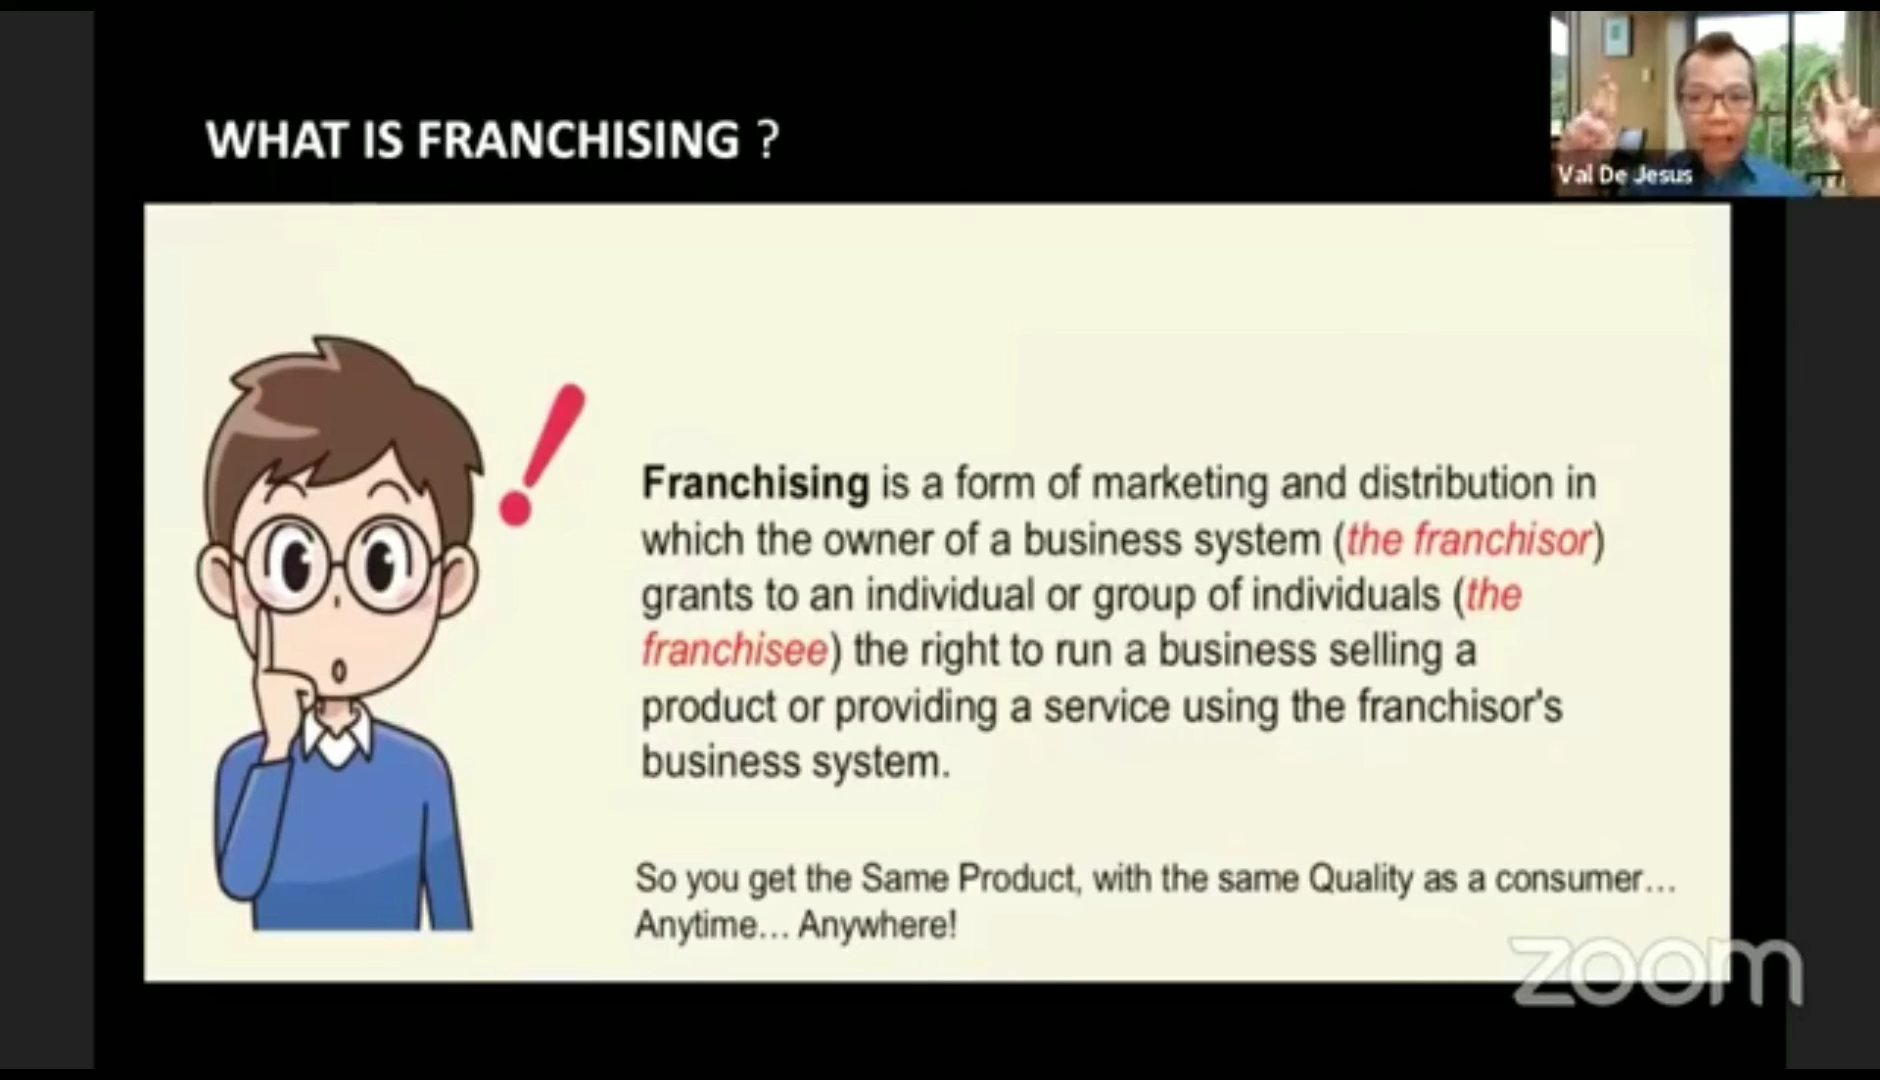 WHAT IS FRANCHISING ?
Val De Jesus
Franchising is a form of marketing and distribution in
which the owner of a business system (the franchisor)
grants to an individual or group of individuals (the
franchisee) the right to run a business selling a
product or providing a service using the franchisor's
business system.
So you get the Same Product, with the same Quality as a consumer...
Anytime... Anywhere!
zoom